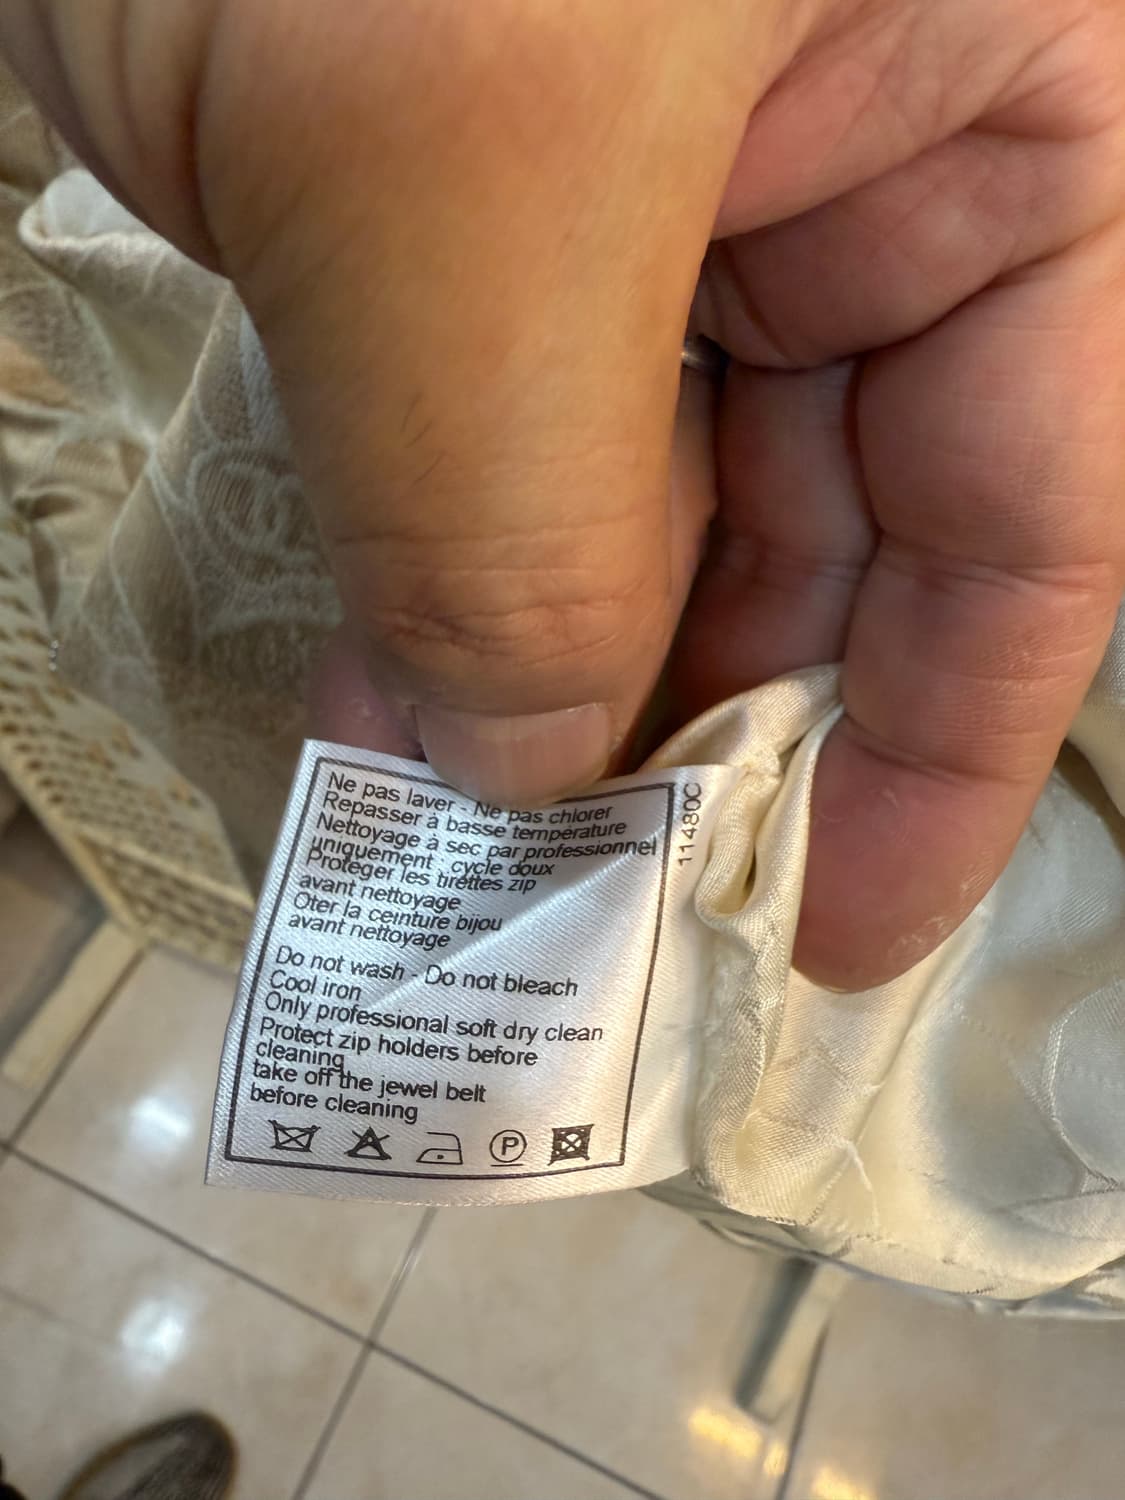 Ne pas laver - Ne pas chlorer
Repasser à basse température
Nettoyage à sec par professionnel
uniquement : cycle doux
Protéger les tirettes zip
avant nettoyage
Oter la ceinture bijou
avant nettoyage
Do not wash - Do not bleach
Cool iron
Only professional soft dry clean
Protect zip holders before
cleaning
take off the jewel belt
before cleaning
P
11480C